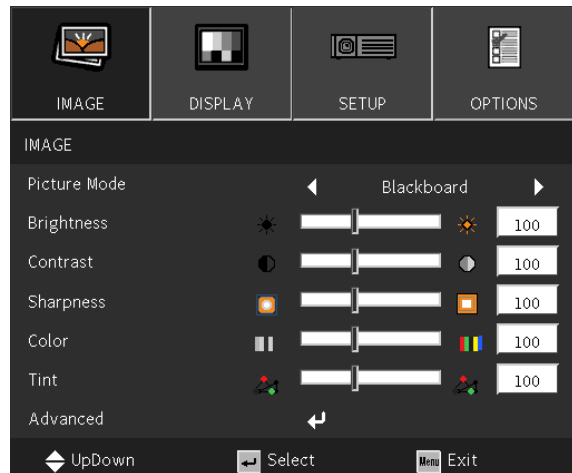 IMAGE DISPLAY SETUP OPTIONS
IMAGE
Picture Mode Blackboard
Brightness 100
Contrast 100
Sharpness 100
Color 100
Tint 100
Advanced
UpDown Select Menu Exit